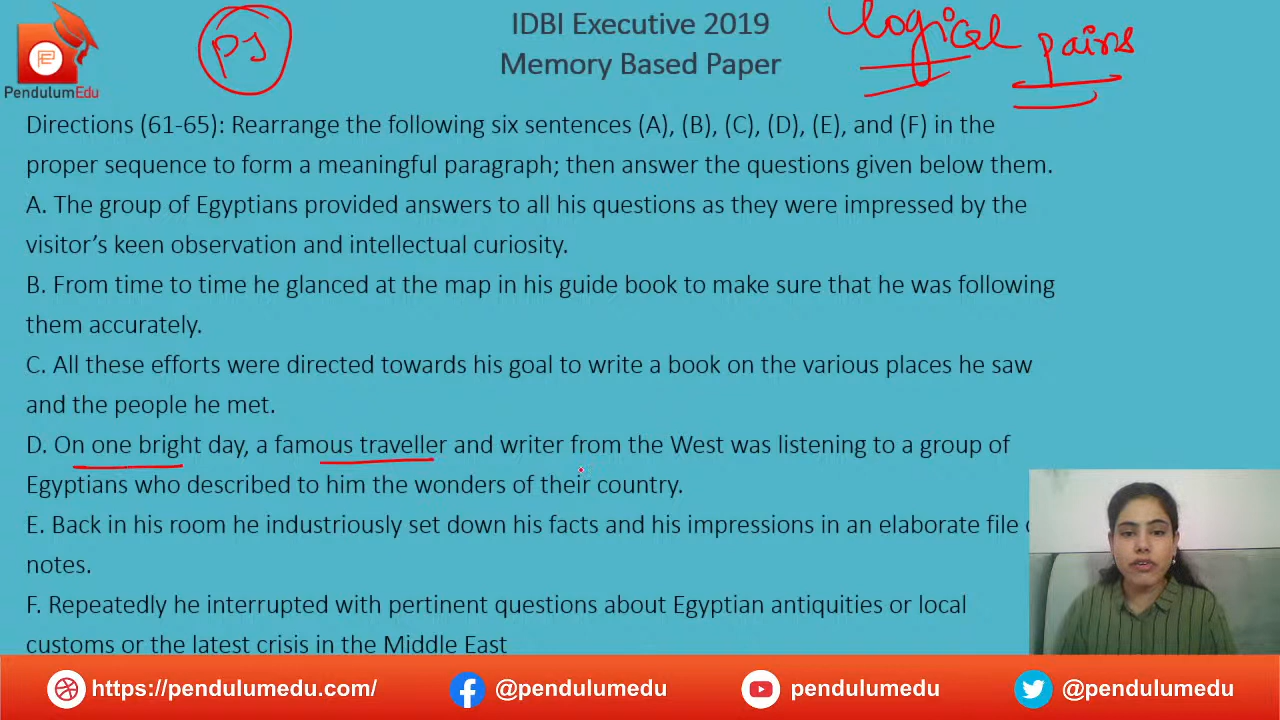 IDBI Executive 2019
Memory Based Paper
PJ
logical pairs
PE
PendulumEdu
Directions (61-65): Rearrange the following six sentences (A), (B), (C), (D), (E), and (F) in the
proper sequence to form a meaningful paragraph; then answer the questions given below them.
A. The group of Egyptians provided answers to all his questions as they were impressed by the
visitor’s keen observation and intellectual curiosity.
B. From time to time he glanced at the map in his guide book to make sure that he was following
them accurately.
C. All these efforts were directed towards his goal to write a book on the various places he saw
and the people he met.
D. On one bright day, a famous traveller and writer from the West was listening to a group of
Egyptians who described to him the wonders of their country.
E. Back in his room he industriously set down his facts and his impressions in an elaborate file
notes.
F. Repeatedly he interrupted with pertinent questions about Egyptian antiquities or local
customs or the latest crisis in the Middle East
https://pendulumedu.com/ @pendulumedu pendulumedu @pendulumedu